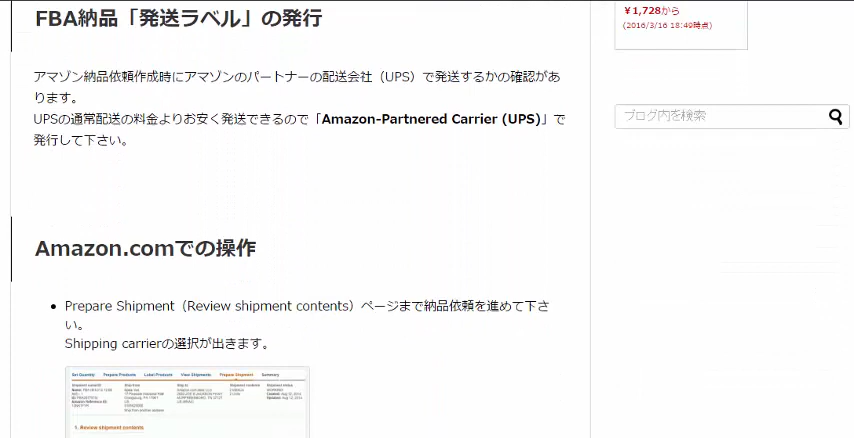 FBA納品「発送ラベル」の発行
¥1,728から
(2016/3/16 18:49時点)
アマゾン納品依頼作成時にアマゾンのパートナーの配送会社（UPS）で発送するかの確認があ
ります。
UPSの通常配送の料金よりお安く発送できるので「Amazon-Partnered Carrier (UPS)」で
発行して下さい。
ブログ内を検索
Amazon.comでの操作
Prepare Shipment（Review shipment contents）ページまで納品依頼を進めて下さ
い。
Shipping carrierの選択が出きます。
Set Quantity Prepare Products Label Products View Shipments Prepare Shipment Summary
1. Review shipment contents